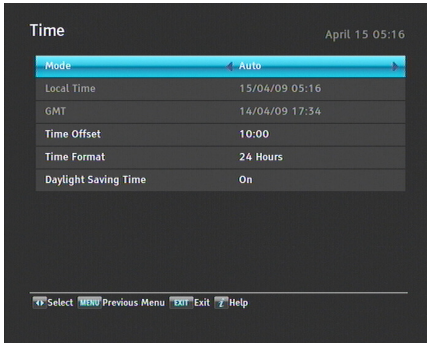 Time
April 15 05:16
Mode Auto
Local Time 15/04/09 05:16
GMT 14/04/09 17:34
Time Offset 10:00
Time Format 24 Hours
Daylight Saving Time On
Select MENU Previous Menu EXIT Exit i Help